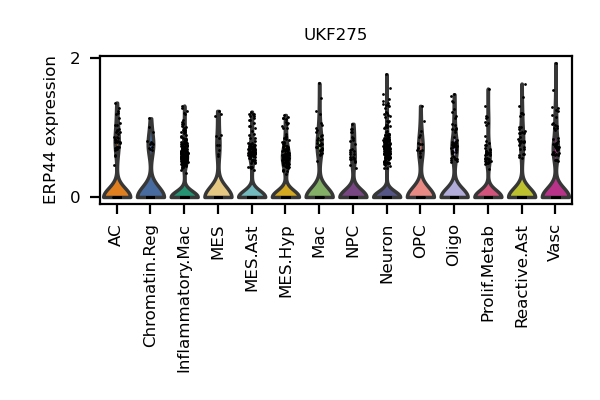 UKF275
ERP44 expression
2
0
AC
Chromatin.Reg
Inflammatory.Mac
MES
MES.Ast
MES.Hyp
Mac
NPC
Neuron
OPC
Oligo
Prolif.Metab
Reactive.Ast
Vasc